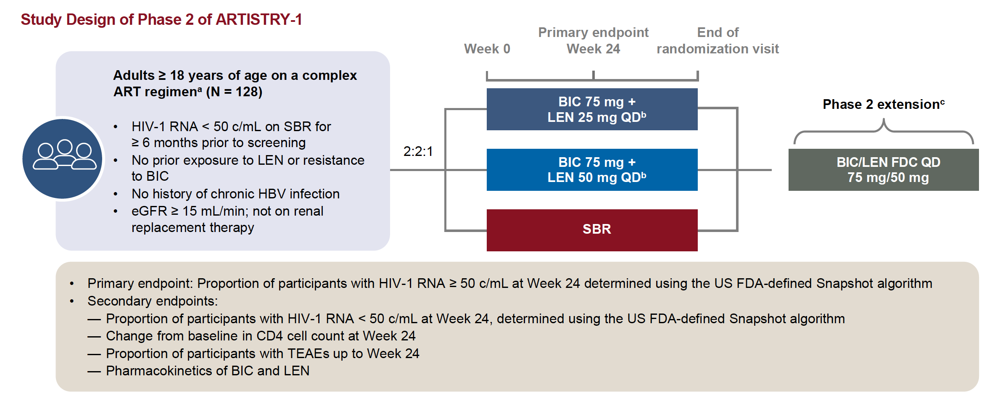 Study Design of Phase 2 of ARTISTRY-1
Adults ≥ 18 years of age on a complex
ART regimenᵃ (N = 128)
• HIV-1 RNA < 50 c/mL on SBR for
≥ 6 months prior to screening
• No prior exposure to LEN or resistance
to BIC
• No history of chronic HBV infection
• eGFR ≥ 15 mL/min; not on renal
replacement therapy
2:2:1
Week 0
Primary endpoint
Week 24
End of
randomization visit
BIC 75 mg +
LEN 25 mg QDᵇ
BIC 75 mg +
LEN 50 mg QDᵇ
SBR
Phase 2 extensionᶜ
BIC/LEN FDC QD
75 mg/50 mg
• Primary endpoint: Proportion of participants with HIV-1 RNA ≥ 50 c/mL at Week 24 determined using the US FDA-defined Snapshot algorithm
• Secondary endpoints:
— Proportion of participants with HIV-1 RNA < 50 c/mL at Week 24, determined using the US FDA-defined Snapshot algorithm
— Change from baseline in CD4 cell count at Week 24
— Proportion of participants with TEAEs up to Week 24
— Pharmacokinetics of BIC and LEN